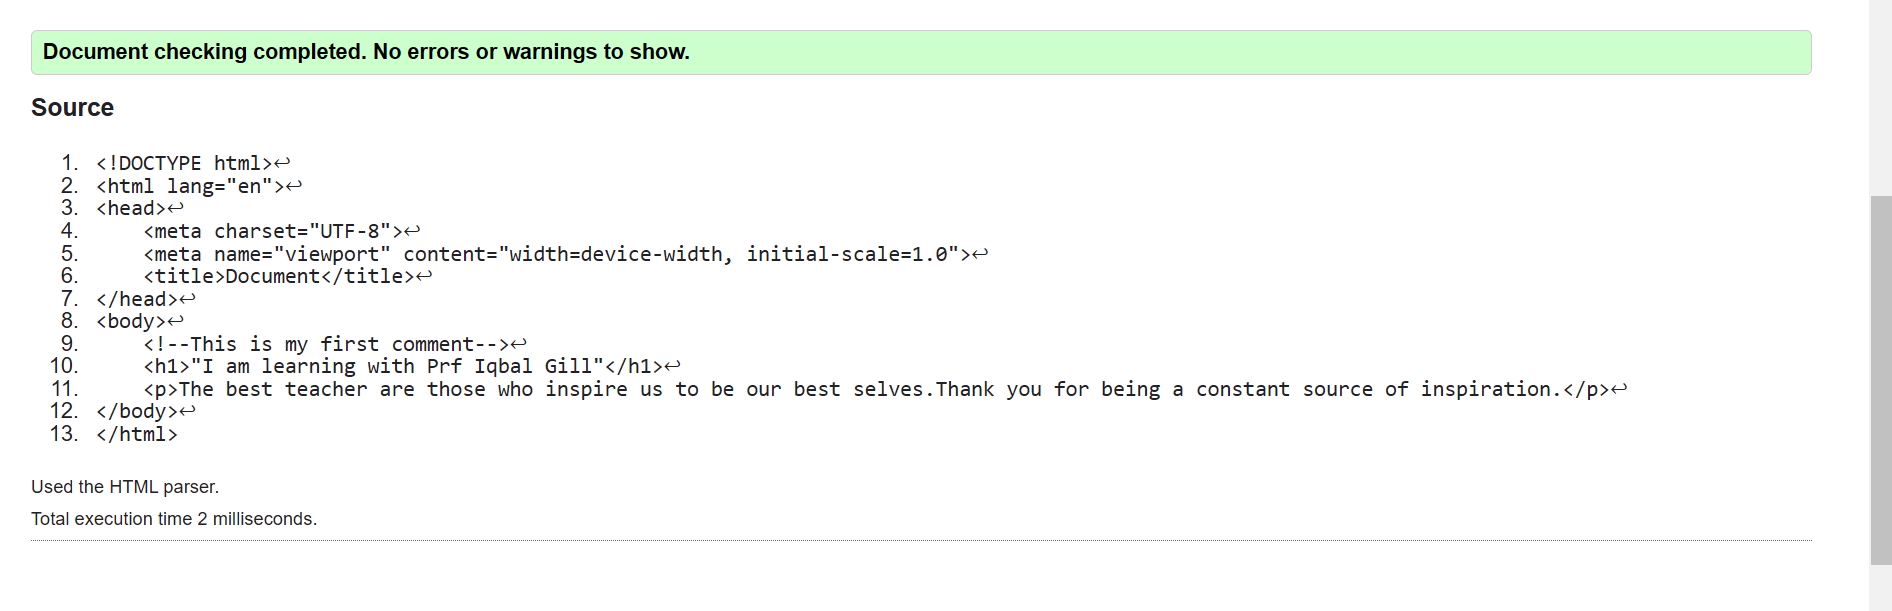 Document checking completed. No errors or warnings to show.
Source
1. <!DOCTYPE html>↩
2. <html lang="en">↩
3. <head>↩
4.     <meta charset="UTF-8">↩
5.     <meta name="viewport" content="width=device-width, initial-scale=1.0">↩
6.     <title>Document</title>↩
7. </head>↩
8. <body>↩
9.     <!--This is my first comment-->↩
10.     <h1>"I am learning with Prf Iqbal Gill"</h1>↩
11.     <p>The best teacher are those who inspire us to be our best selves.Thank you for being a constant source of inspiration.</p>↩
12. </body>↩
13. </html>
Used the HTML parser.
Total execution time 2 milliseconds.